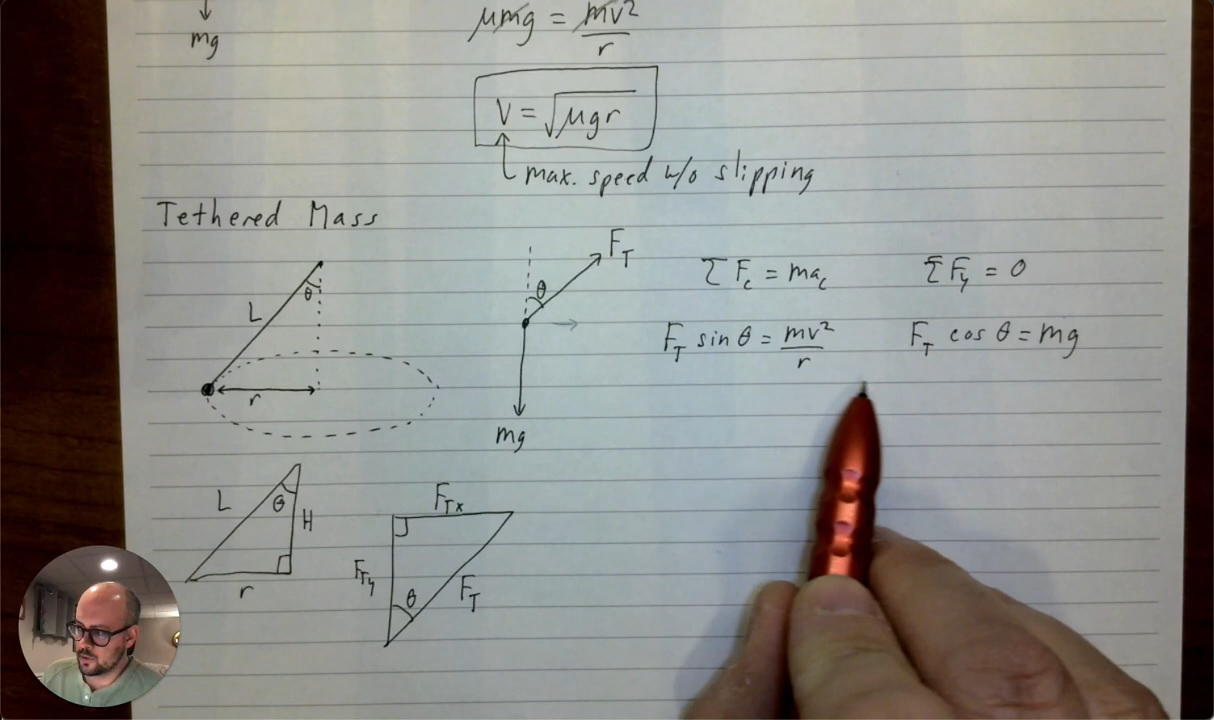 mg
μmg = mv²/r
V = √μgr
max. speed w/o slipping
Tethered Mass
L θ r
F_T θ mg
ΣF_c = ma_c
ΣF_y = 0
F_T sin θ = mv²/r
F_T cos θ = mg
L θ H r
F_Tx F_Ty θ F_T